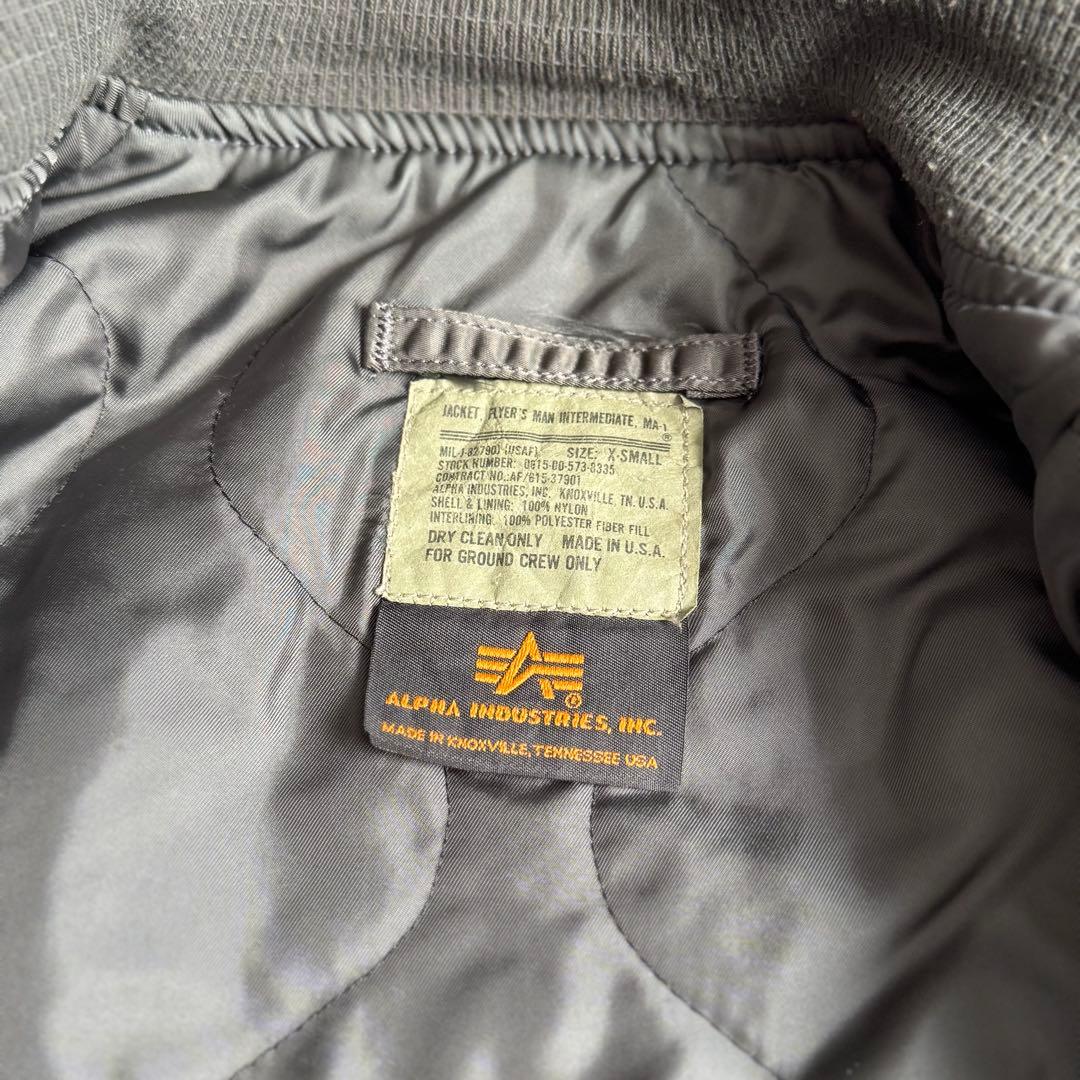 JACKET FLYER'S MAN INTERMEDIATE, MA-1
®
MIL-J-82790J (USAF) SIZE: X-SMALL
STOCK NUMBER: 0615-00-573-8335
CONTRACT NO.:AF/615-37901
ALPHA INDUSTRIES, INC. KNOXVILLE, TN. U.S.A.
SHELL & LINING: 100% NYLON
INTERLINING: 100% POLYESTER FIBER FILL
DRY CLEAN ONLY MADE IN U.S.A.
FOR GROUND CREW ONLY
®
ALPHA INDUSTRIES, INC.
MADE IN KNOXVILLE, TENNESSEE USA